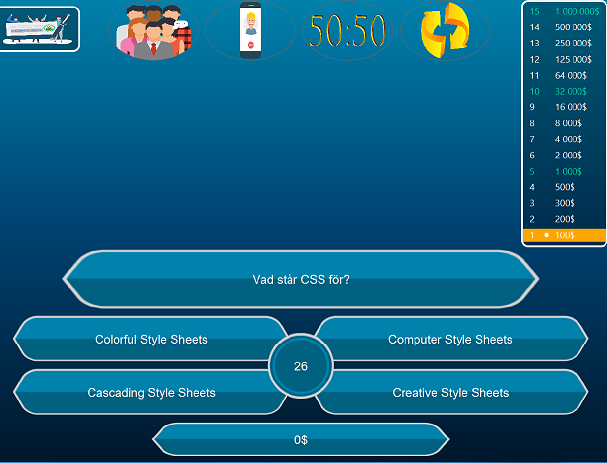 50:50
15 1 000 000$
14 500 000$
13 250 000$
12 125 000$
11 64 000$
10 32 000$
9 16 000$
8 8 000$
7 4 000$
6 2 000$
5 1 000$
4 500$
3 300$
2 200$
1 100$
Vad står CSS för?
Colorful Style Sheets
Computer Style Sheets
26
Cascading Style Sheets
Creative Style Sheets
0$